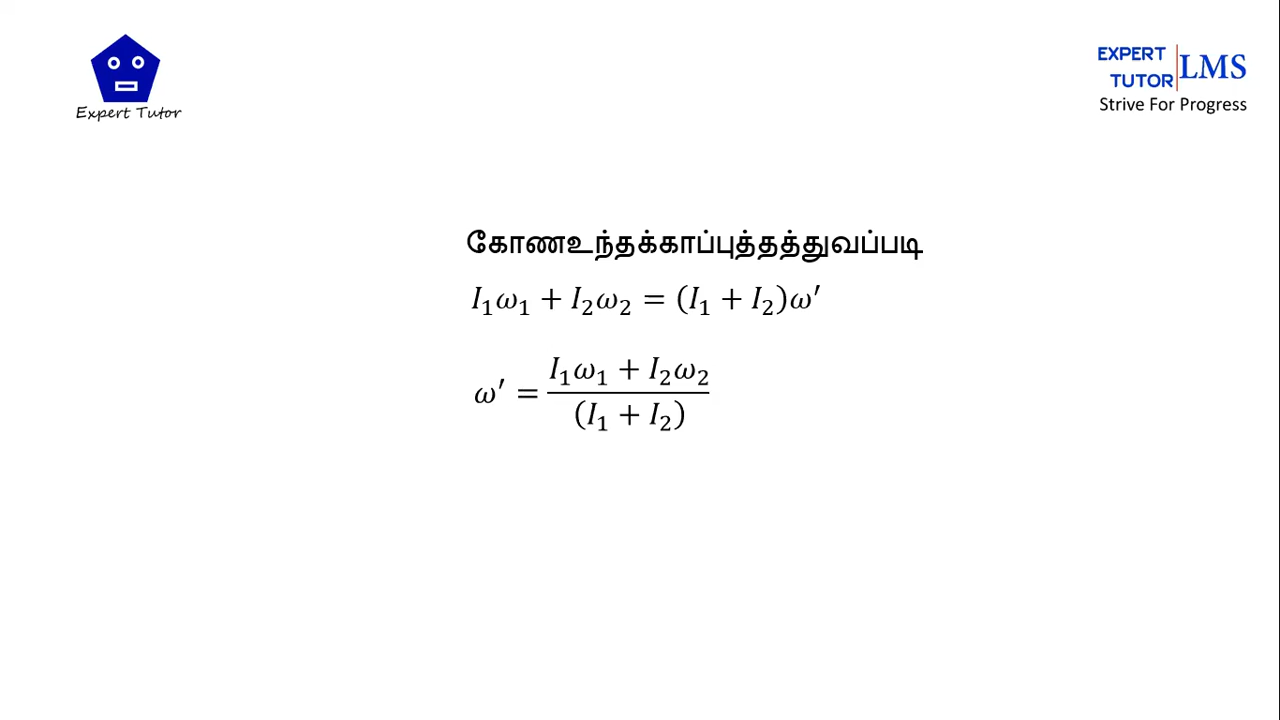 Expert Tutor
EXPERT
TUTOR
LMS
Strive For Progress
கோணஉந்தக்காப்புத்தத்துவப்படி
I₁ω₁ + I₂ω₂ = (I₁ + I₂)ω′
ω′ = (I₁ω₁ + I₂ω₂) / (I₁ + I₂)